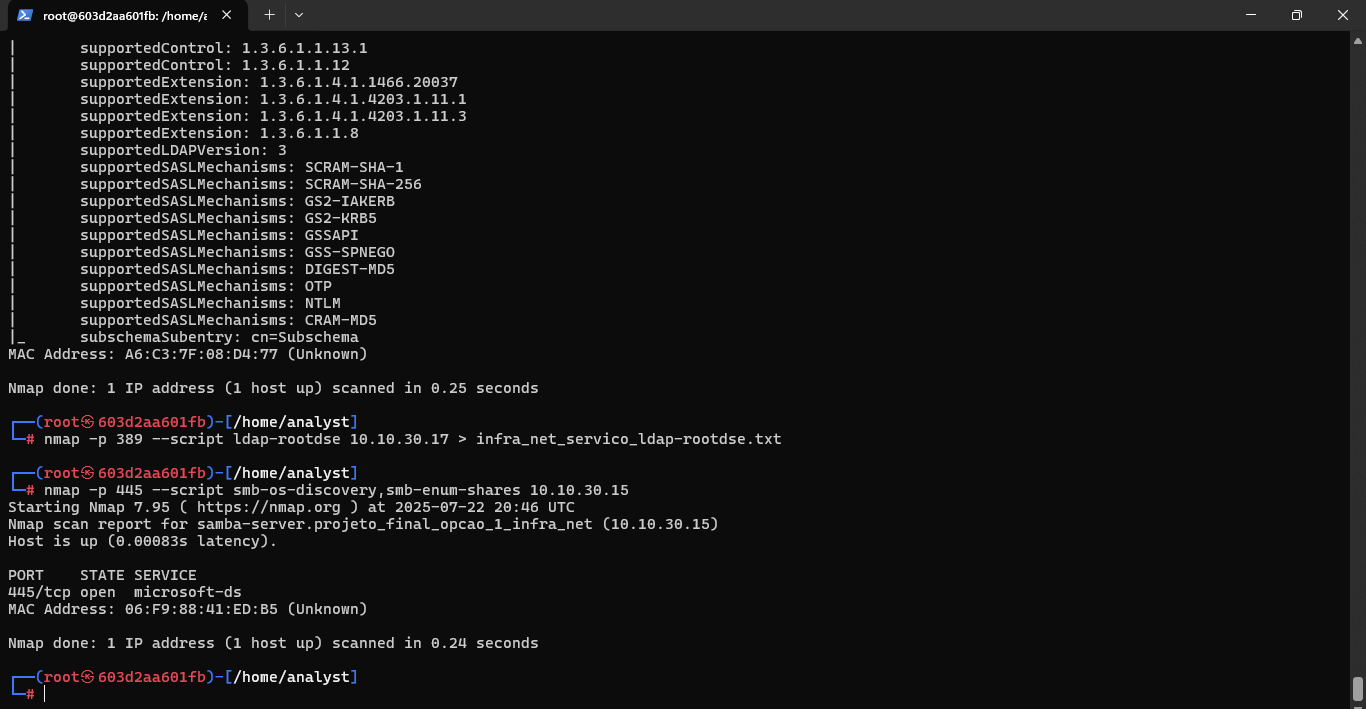 root@603d2aa601fb: /home/a
|       supportedControl: 1.3.6.1.1.13.1
|       supportedControl: 1.3.6.1.1.12
|       supportedExtension: 1.3.6.1.4.1.1466.20037
|       supportedExtension: 1.3.6.1.4.1.4203.1.11.1
|       supportedExtension: 1.3.6.1.4.1.4203.1.11.3
|       supportedExtension: 1.3.6.1.1.8
|       supportedLDAPVersion: 3
|       supportedSASLMechanisms: SCRAM-SHA-1
|       supportedSASLMechanisms: SCRAM-SHA-256
|       supportedSASLMechanisms: GS2-IAKERB
|       supportedSASLMechanisms: GS2-KRB5
|       supportedSASLMechanisms: GSSAPI
|       supportedSASLMechanisms: GSS-SPNEGO
|       supportedSASLMechanisms: DIGEST-MD5
|       supportedSASLMechanisms: OTP
|       supportedSASLMechanisms: NTLM
|       supportedSASLMechanisms: CRAM-MD5
|_      subschemaSubentry: cn=Subschema
MAC Address: A6:C3:7F:08:D4:77 (Unknown)
Nmap done: 1 IP address (1 host up) scanned in 0.25 seconds
┌──(root㉿603d2aa601fb)-[/home/analyst]
└─# nmap -p 389 --script ldap-rootdse 10.10.30.17 > infra_net_servico_ldap-rootdse.txt
┌──(root㉿603d2aa601fb)-[/home/analyst]
└─# nmap -p 445 --script smb-os-discovery,smb-enum-shares 10.10.30.15
Starting Nmap 7.95 ( https://nmap.org ) at 2025-07-22 20:46 UTC
Nmap scan report for samba-server.projeto_final_opcao_1_infra_net (10.10.30.15)
Host is up (0.00083s latency).
PORT    STATE SERVICE
445/tcp open  microsoft-ds
MAC Address: 06:F9:88:41:ED:B5 (Unknown)
Nmap done: 1 IP address (1 host up) scanned in 0.24 seconds
┌──(root㉿603d2aa601fb)-[/home/analyst]
└─#